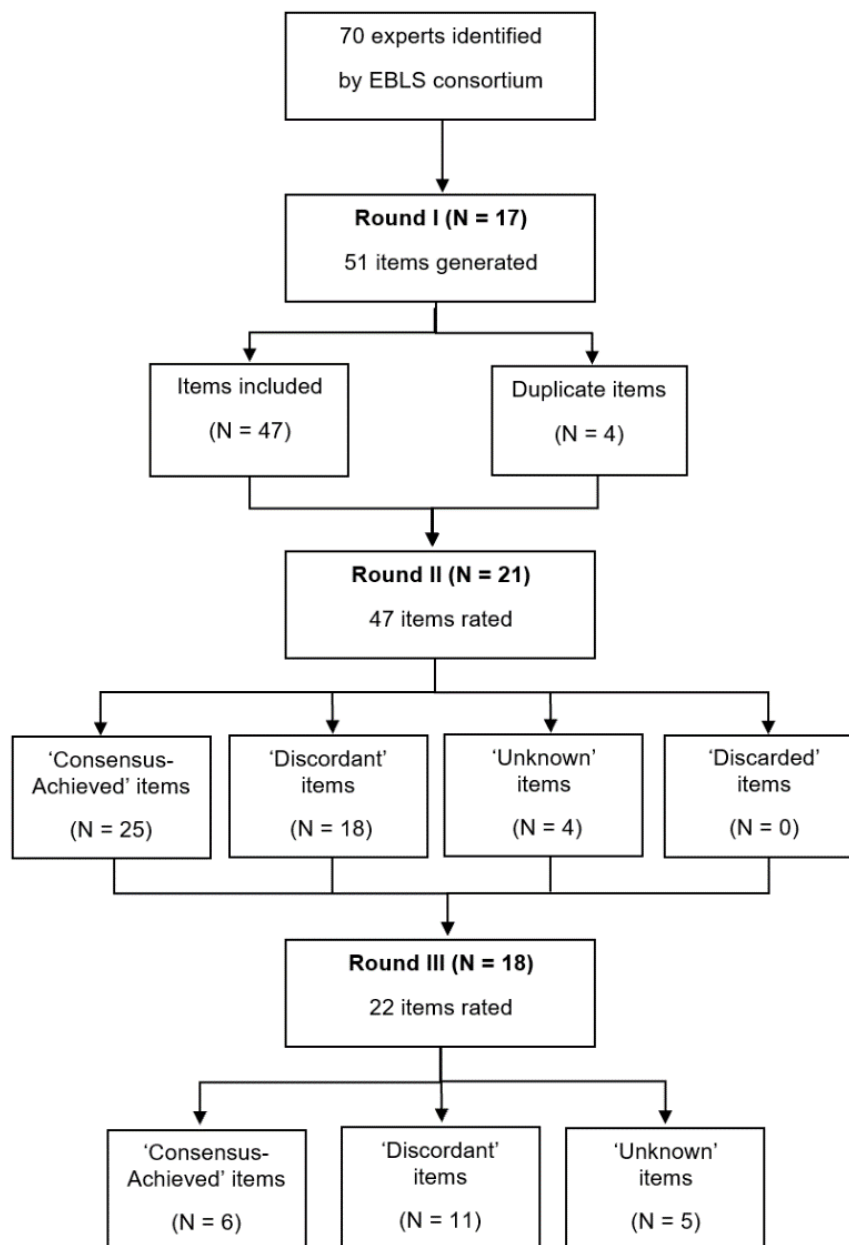 70 experts identified
by EBLS consortium
Round I (N = 17)
51 items generated
Items included
(N = 47)
Duplicate items
(N = 4)
Round II (N = 21)
47 items rated
‘Consensus-
Achieved’ items
(N = 25)
‘Discordant’
items
(N = 18)
‘Unknown’
items
(N = 4)
‘Discarded’
items
(N = 0)
Round III (N = 18)
22 items rated
‘Consensus-
Achieved’ items
(N = 6)
‘Discordant’
items
(N = 11)
‘Unknown’
items
(N = 5)